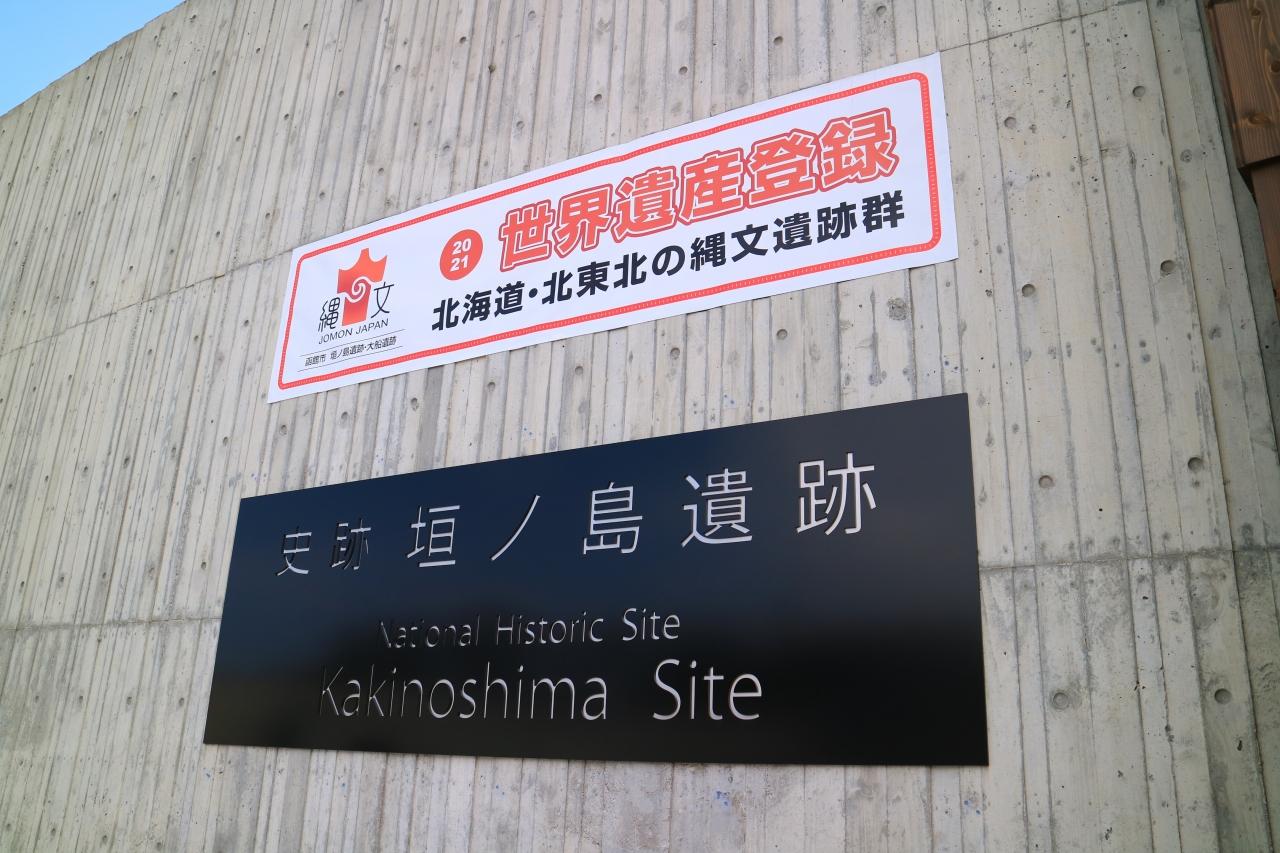 2021
世界遺産登録
北海道・北東北の縄文遺跡群
縄文
JOMON JAPAN
函館市 垣ノ島遺跡・大船遺跡
史跡 垣ノ島遺跡
National Historic Site
Kakinoshima Site